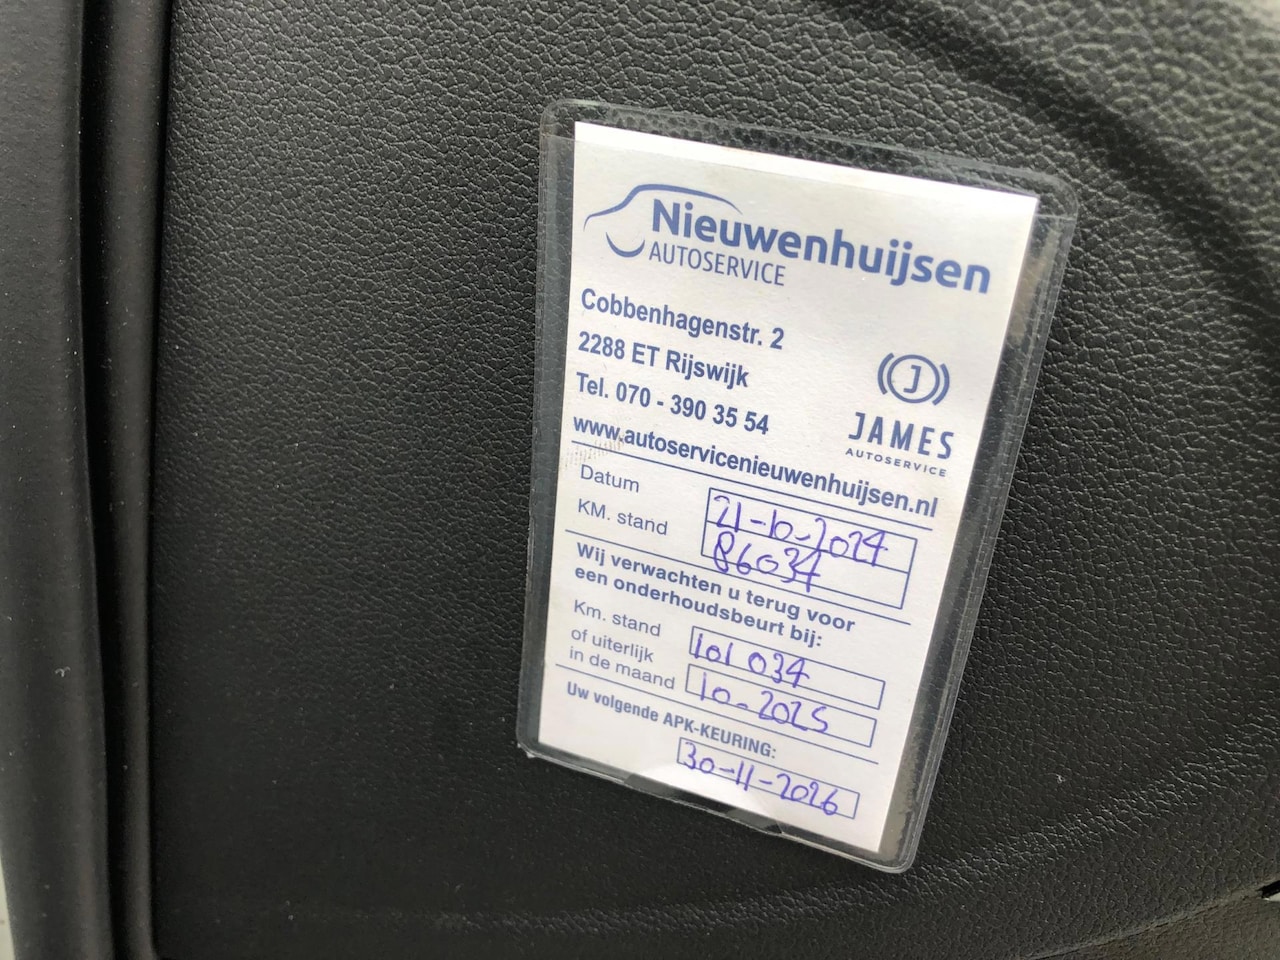 Nieuwenhuijsen
AUTOSERVICE
Cobbenhagenstr. 2
2288 ET Rijswijk
Tel. 070 - 390 35 54
J
JAMES
AUTOSERVICE
www.autoservicenieuwenhuijsen.nl
Datum 21-10-2024
KM. stand 86034
Wij verwachten u terug voor
een onderhoudsbeurt bij:
Km. stand 101 034
of uiterlijk
in de maand 10-2025
Uw volgende APK-KEURING:
30-11-2026